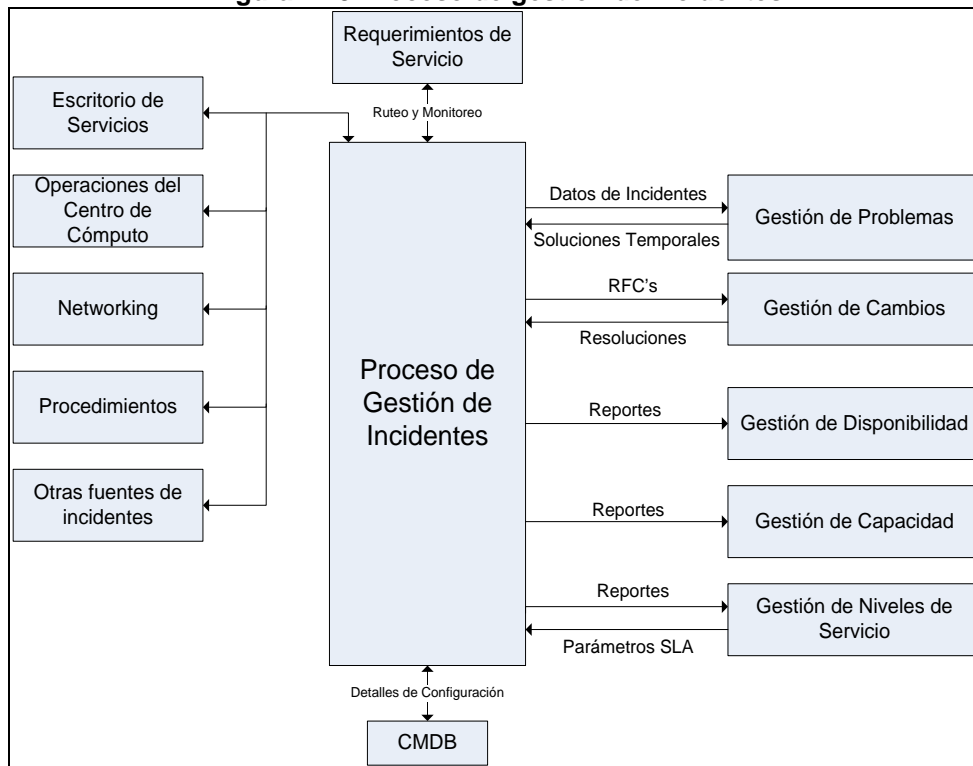 Requerimientos de
Servicio
Ruteo y Monitoreo
Escritorio de
Servicios
Operaciones del
Centro de
Cómputo
Networking
Procedimientos
Otras fuentes de
incidentes
Proceso de
Gestión de
Incidentes
Datos de Incidentes
Soluciones Temporales
Gestión de Problemas
RFC's
Resoluciones
Gestión de Cambios
Reportes
Gestión de Disponibilidad
Reportes
Gestión de Capacidad
Reportes
Parámetros SLA
Gestión de Niveles de
Servicio
Detalles de Configuración
CMDB